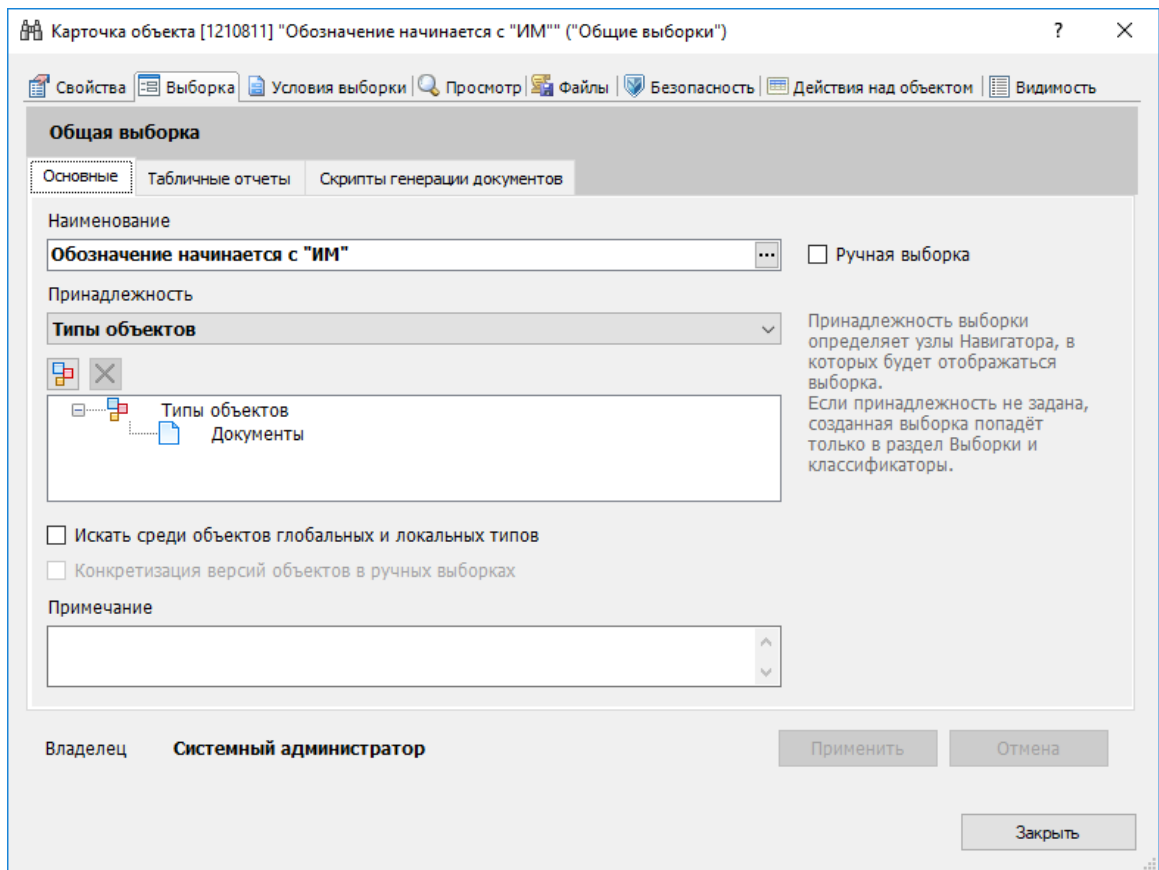 Карточка объекта [1210811] "Обозначение начинается с "ИМ"" ("Общие выборки")
?
Свойства Выборка Условия выборки Просмотр Файлы Безопасность Действия над объектом Видимость
Общая выборка
Основные Табличные отчеты Скрипты генерации документов
Наименование
Обозначение начинается с "ИМ" ...
Ручная выборка
Принадлежность
Типы объектов
Принадлежность выборки
определяет узлы Навигатора, в
которых будет отображаться
выборка.
Если принадлежность не задана,
созданная выборка попадёт
только в раздел Выборки и
классификаторы.
Типы объектов
Документы
Искать среди объектов глобальных и локальных типов
Конкретизация версий объектов в ручных выборках
Примечание
Владелец Системный администратор
Применить Отмена
Закрыть